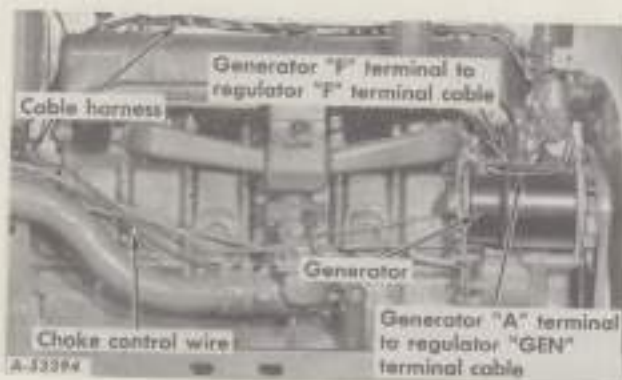 Generator "F" terminal to
regulator "F" terminal cable
Cable harness
Generator
Choke control wire
Generator "A" terminal
to regulator "GEN"
terminal cable
A-53394